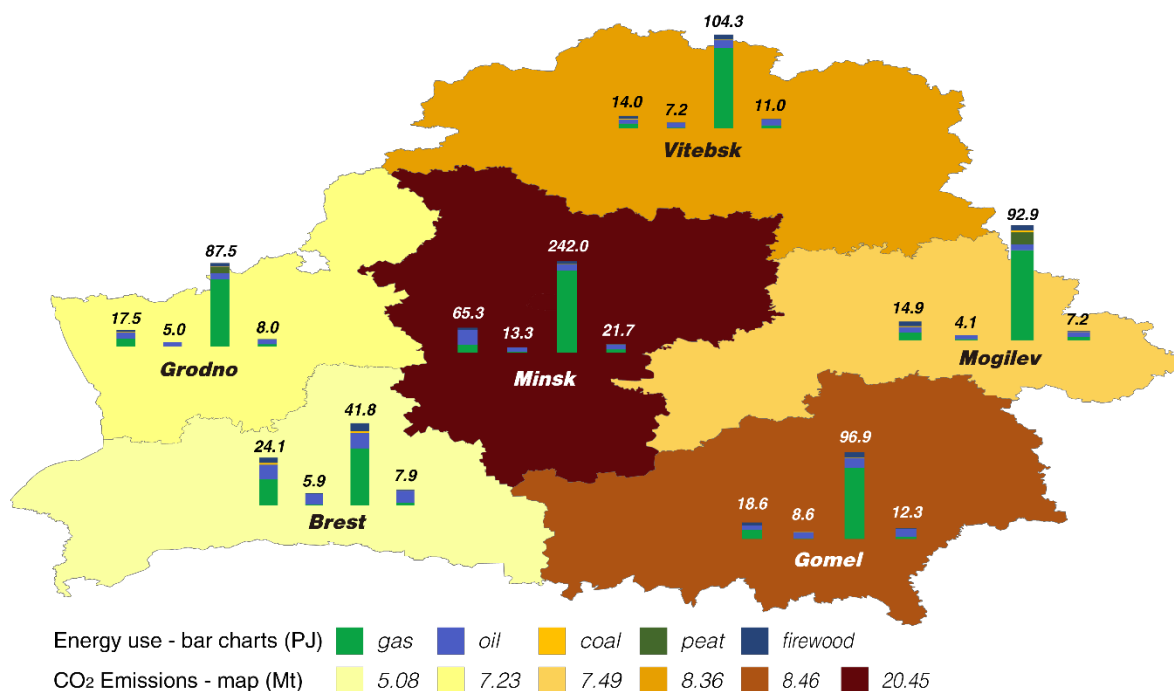 104.3
14.0 7.2 11.0
Vitebsk
92.9
14.9 4.1 7.2
Mogilev
87.5
17.5 5.0 8.0
Grodno
242.0
65.3 13.3 21.7
Minsk
41.8
24.1 5.9 7.9
Brest
96.9
18.6 8.6 12.3
Gomel
Energy use - bar charts (PJ) gas oil coal peat firewood
CO₂ Emissions - map (Mt) 5.08 7.23 7.49 8.36 8.46 20.45